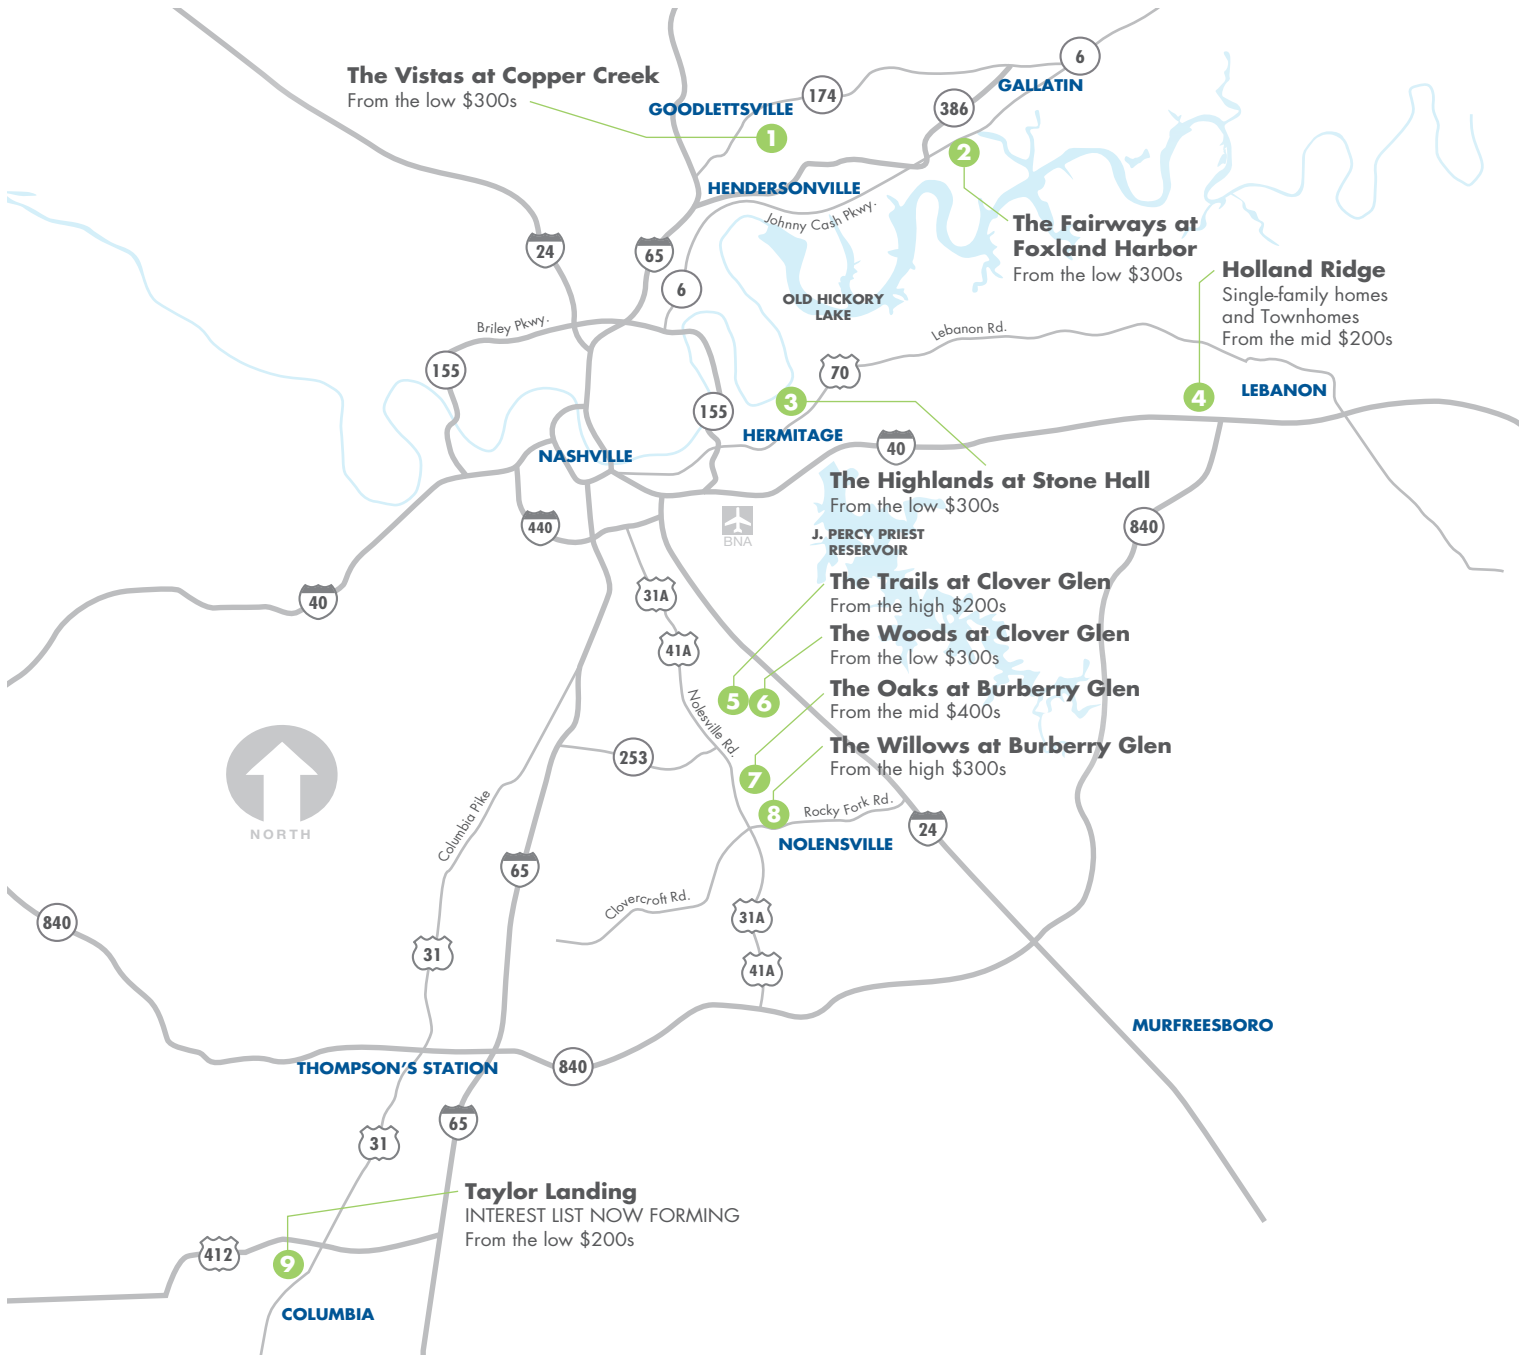 6
The Vistas at Copper Creek
From the low $300s
GALLATIN
174
386
GOODLETTSVILLE
1
2
HENDERSONVILLE
Johnny Cash Pkwy.
The Fairways at
Foxland Harbor
From the low $300s
24
65
6
Holland Ridge
Single-family homes
and Townhomes
From the mid $200s
OLD HICKORY
LAKE
Briley Pkwy.
Lebanon Rd.
155
70
LEBANON
4
3
155
HERMITAGE
40
NASHVILLE
The Highlands at Stone Hall
From the low $300s
440
BNA
J. PERCY PRIEST
RESERVOIR
840
The Trails at Clover Glen
From the high $200s
40
31A
The Woods at Clover Glen
From the low $300s
41A
5
6
The Oaks at Burberry Glen
From the mid $400s
Nolesville Rd.
The Willows at Burberry Glen
From the high $300s
253
7
8
Rocky Fork Rd.
NORTH
Columbia Pike
24
NOLENSVILLE
65
Clovercroft Rd.
840
31A
31
41A
MURFREESBORO
THOMPSON'S STATION
840
65
31
Taylor Landing
INTEREST LIST NOW FORMING
From the low $200s
412
9
COLUMBIA